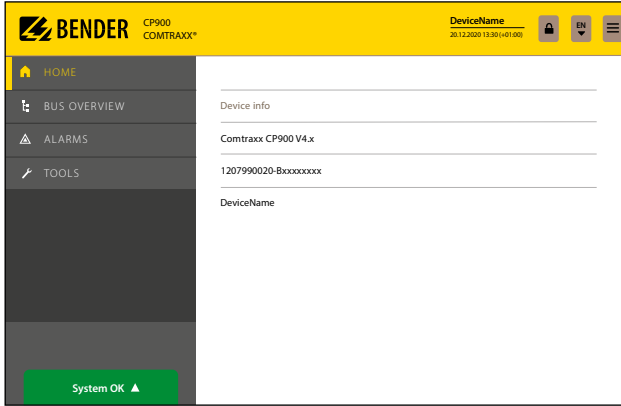 BENDER
CP900
COMTRAXX®
DeviceName
20.12.2020 13:30 (+01:00)
EN
HOME
BUS OVERVIEW
ALARMS
TOOLS
Device info
Comtraxx CP900 V4.x
1207990020-Bxxxxxxxx
DeviceName
System OK ▲